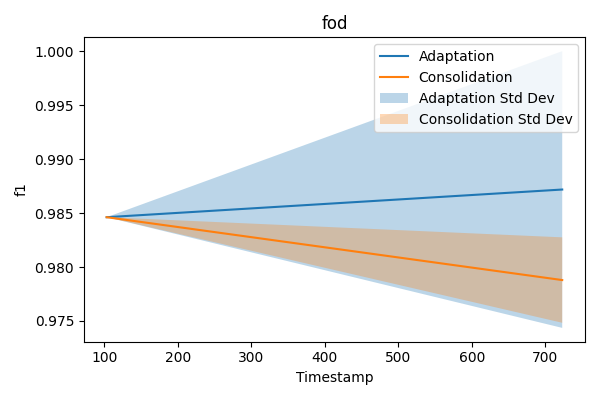 fod
1.000
0.995
0.990
0.985
0.980
0.975
f1
Adaptation
Consolidation
Adaptation Std Dev
Consolidation Std Dev
100 200 300 400 500 600 700
Timestamp